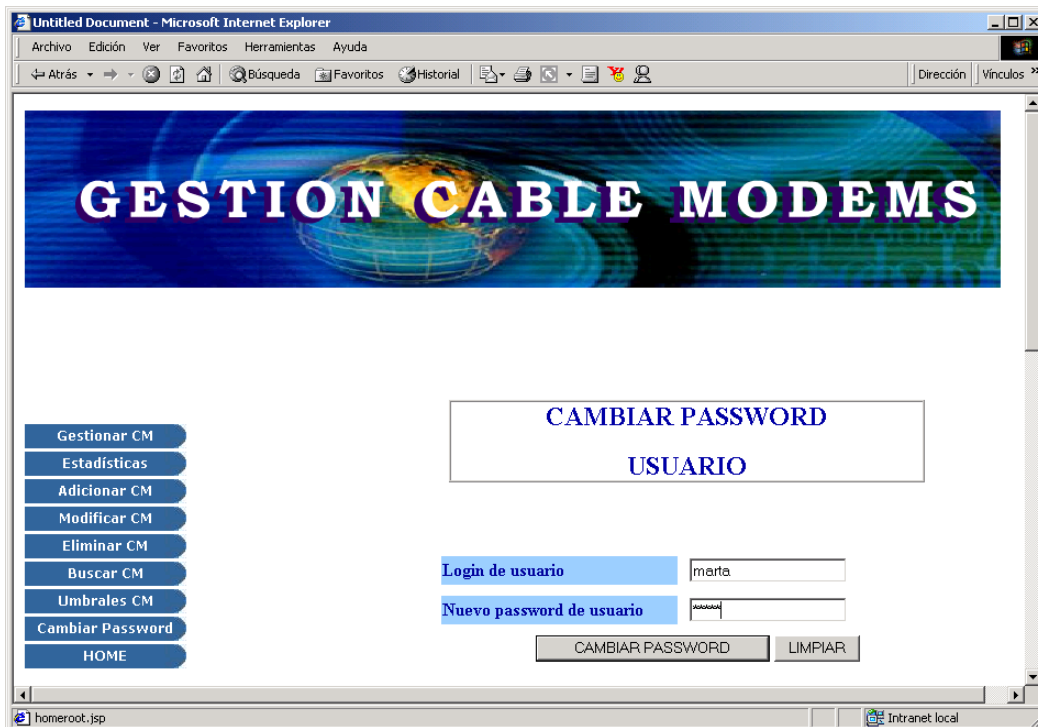 Untitled Document - Microsoft Internet Explorer
Archivo Edición Ver Favoritos Herramientas Ayuda
Atrás Búsqueda Favoritos Historial Dirección Vínculos »
GESTION CABLE MODEMS
CAMBIAR PASSWORD
USUARIO
Gestionar CM
Estadísticas
Adicionar CM
Modificar CM
Eliminar CM
Buscar CM
Umbrales CM
Cambiar Password
HOME
Login de usuario marta
Nuevo password de usuario *****
CAMBIAR PASSWORD LIMPIAR
homeroot.jsp Intranet local